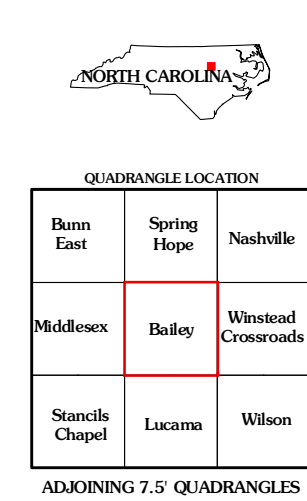 NORTH CAROLINA
QUADRANGLE LOCATION
Bunn
East
Spring
Hope
Nashville
Middlesex
Bailey
Winstead
Crossroads
Stancils
Chapel
Lucama
Wilson
ADJOINING 7.5' QUADRANGLES